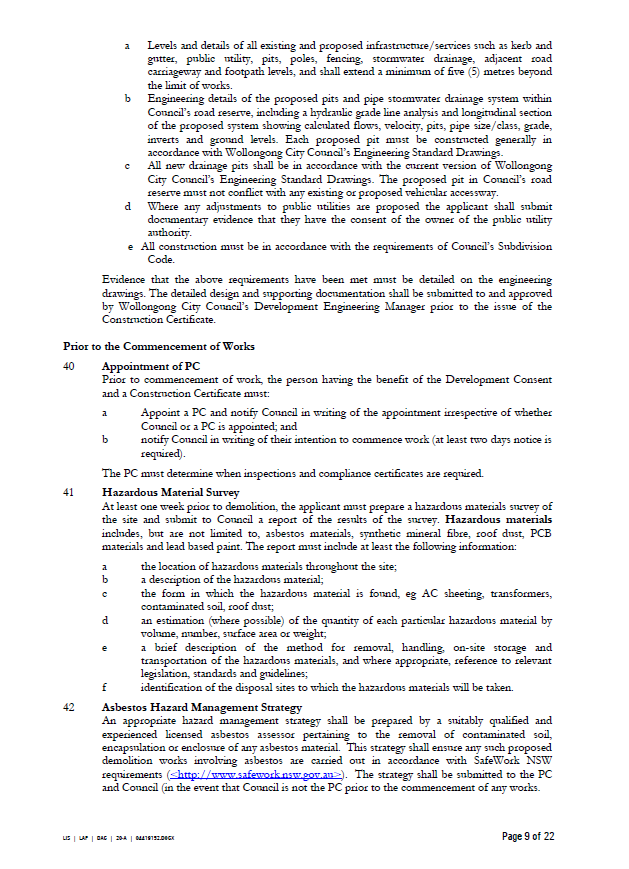 a Levels and details of all existing and proposed infrastructure/services such as kerb and
gutter, public utility, pits, poles, fencing, stormwater drainage, adjacent road
carriageway and footpath levels, and shall extend a minimum of five (5) metres beyond
the limit of works.
b Engineering details of the proposed pits and pipe stormwater drainage system within
Council's road reserve, including a hydraulic grade line analysis and longitudinal section
of the proposed system showing calculated flows, velocity, pits, pipe size/class, grade,
inverts and ground levels. Each proposed pit must be constructed generally in
accordance with Wollongong City Council's Engineering Standard Drawings.
c All new drainage pits shall be in accordance with the current version of Wollongong
City Council's Engineering Standard Drawings. The proposed pit in Council's road
reserve must not conflict with any existing or proposed vehicular accessway.
d Where any adjustments to public utilities are proposed the applicant shall submit
documentary evidence that they have the consent of the owner of the public utility
authority.
e All construction must be in accordance with the requirements of Council's Subdivision
Code.
Evidence that the above requirements have been met must be detailed on the engineering
drawings. The detailed design and supporting documentation shall be submitted to and approved
by Wollongong City Council's Development Engineering Manager prior to the issue of the
Construction Certificate.
Prior to the Commencement of Works
40 Appointment of PC
Prior to commencement of work, the person having the benefit of the Development Consent
and a Construction Certificate must:
a Appoint a PC and notify Council in writing of the appointment irrespective of whether
Council or a PC is appointed; and
b notify Council in writing of their intention to commence work (at least two days notice is
required).
The PC must determine when inspections and compliance certificates are required.
41 Hazardous Material Survey
At least one week prior to demolition, the applicant must prepare a hazardous materials survey of
the site and submit to Council a report of the results of the survey. Hazardous materials
includes, but are not limited to, asbestos materials, synthetic mineral fibre, roof dust, PCB
materials and lead based paint. The report must include at least the following information:
a the location of hazardous materials throughout the site;
b a description of the hazardous material;
c the form in which the hazardous material is found, eg AC sheeting, transformers,
contaminated soil, roof dust;
d an estimation (where possible) of the quantity of each particular hazardous material by
volume, number, surface area or weight;
e a brief description of the method for removal, handling, on-site storage and
transportation of the hazardous materials, and where appropriate, reference to relevant
legislation, standards and guidelines;
f identification of the disposal sites to which the hazardous materials will be taken.
42 Asbestos Hazard Management Strategy
An appropriate hazard management strategy shall be prepared by a suitably qualified and
experienced licensed asbestos assessor pertaining to the removal of contaminated soil,
encapsulation or enclosure of any asbestos material. This strategy shall ensure any such proposed
demolition works involving asbestos are carried out in accordance with SafeWork NSW
requirements (<http://www.safework.nsw.gov.au>). The strategy shall be submitted to the PC
and Council (in the event that Council is not the PC prior to the commencement of any works.
LIS | LAP | DAG | 20-A | 04419152.DOCX Page 9 of 22